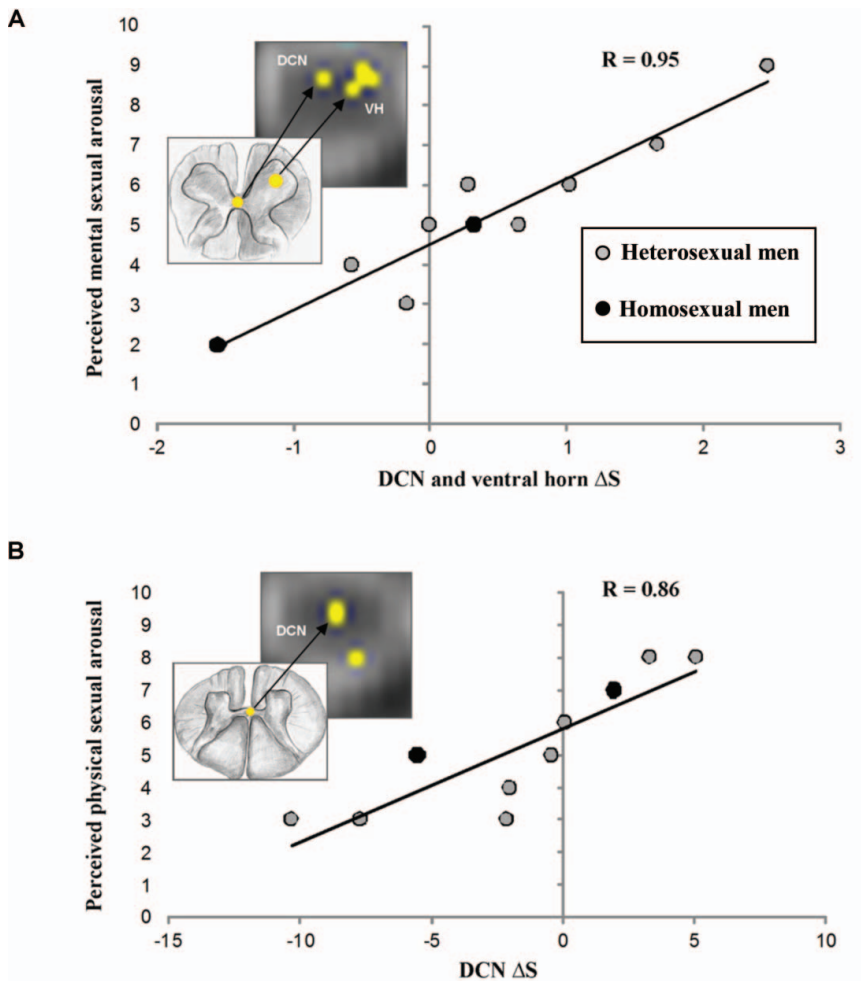 A
10
9
8
7
6
5
4
3
2
1
0
Perceived mental sexual arousal
DCN
VH
R = 0.95
Heterosexual men
Homosexual men
-2
-1
0
1
2
3
DCN and ventral horn ΔS
B
10
9
8
7
6
5
4
3
2
1
0
Perceived physical sexual arousal
DCN
R = 0.86
-15
-10
-5
0
5
10
DCN ΔS